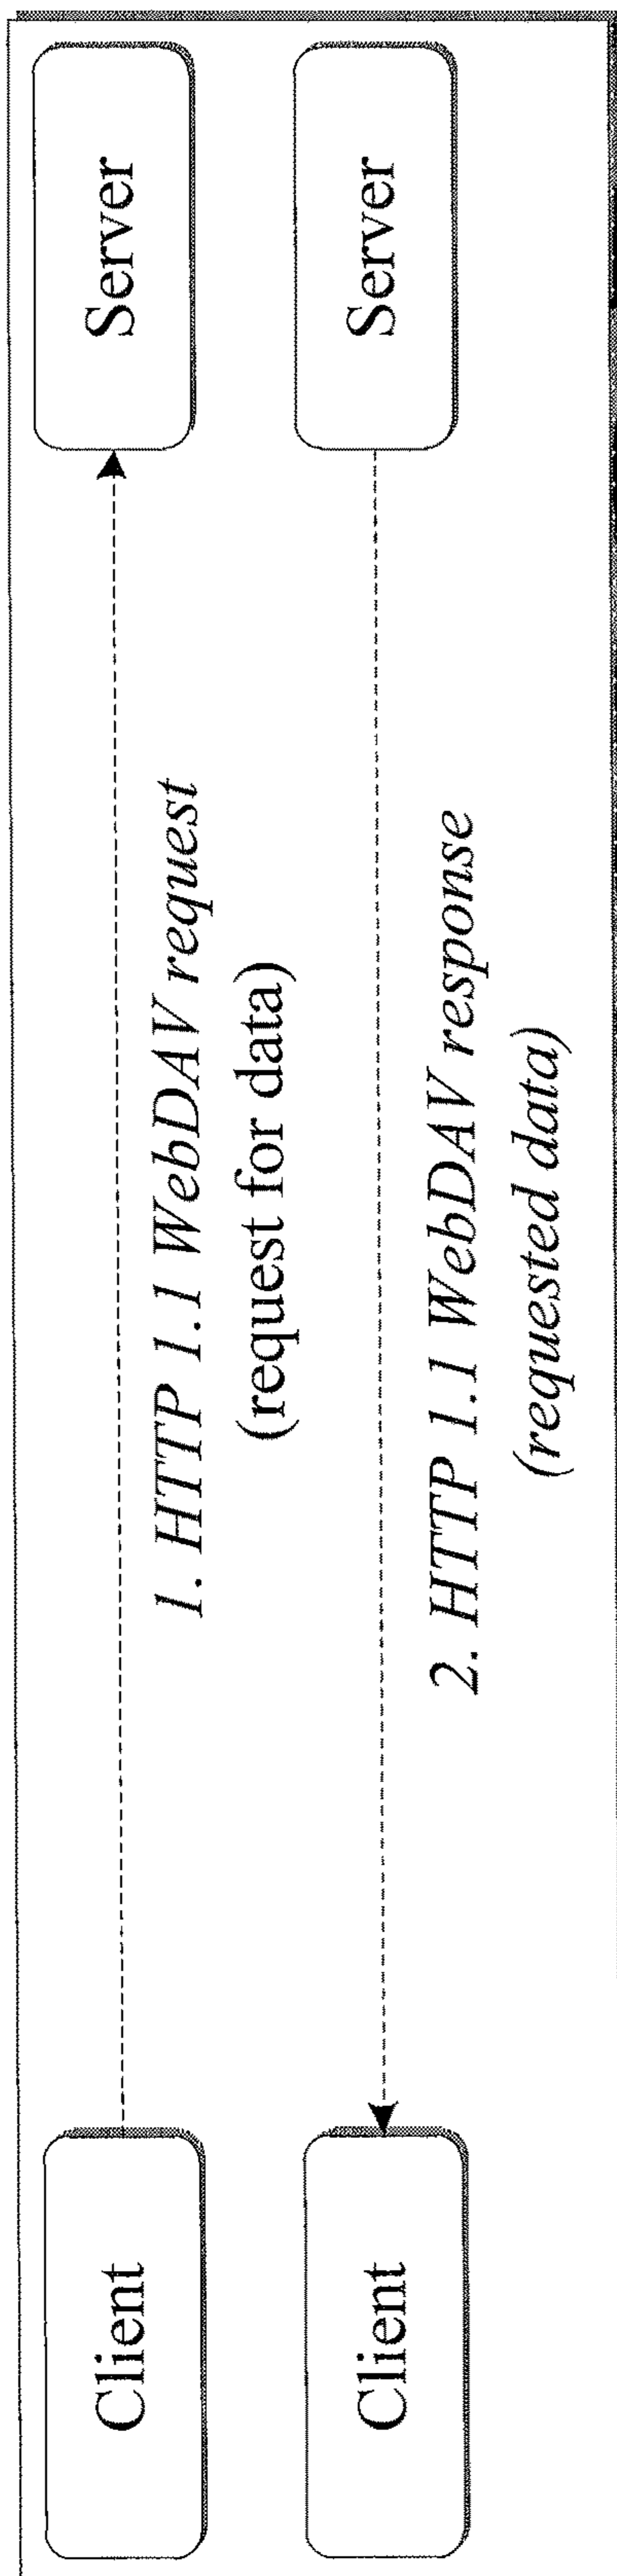 Client
Server
1. HTTP 1.1 WebDAV request
(request for data)
Client
Server
2. HTTP 1.1 WebDAV response
(requested data)